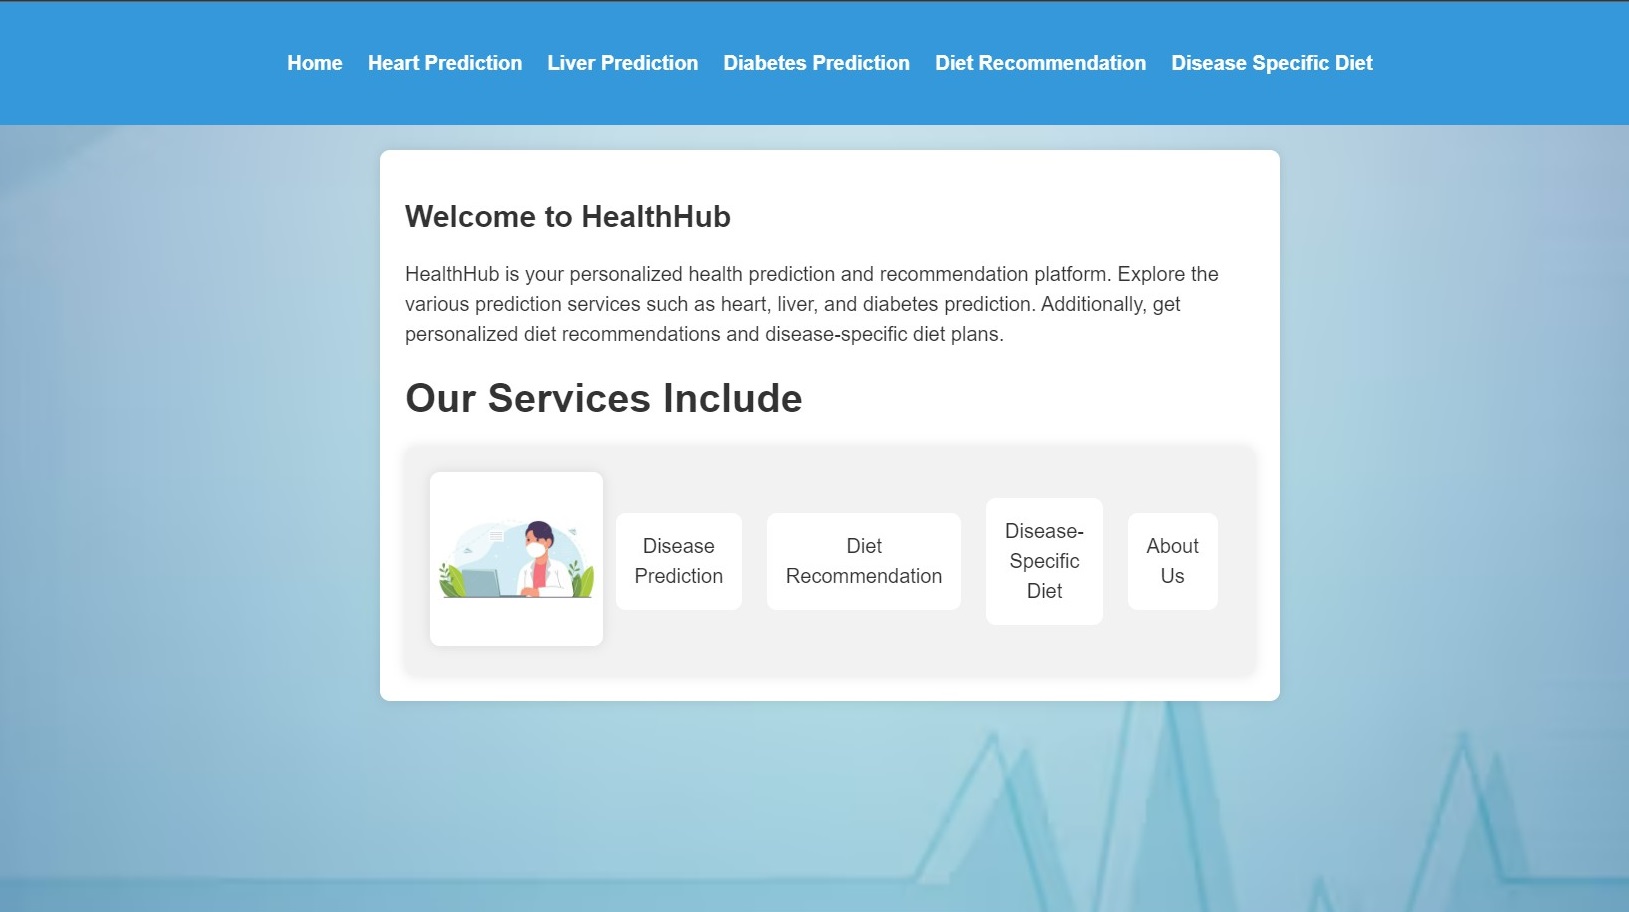 Home Heart Prediction Liver Prediction Diabetes Prediction Diet Recommendation Disease Specific Diet
Welcome to HealthHub
HealthHub is your personalized health prediction and recommendation platform. Explore the
various prediction services such as heart, liver, and diabetes prediction. Additionally, get
personalized diet recommendations and disease-specific diet plans.
Our Services Include
Disease
Prediction
Diet
Recommendation
Disease-
Specific
Diet
About
Us